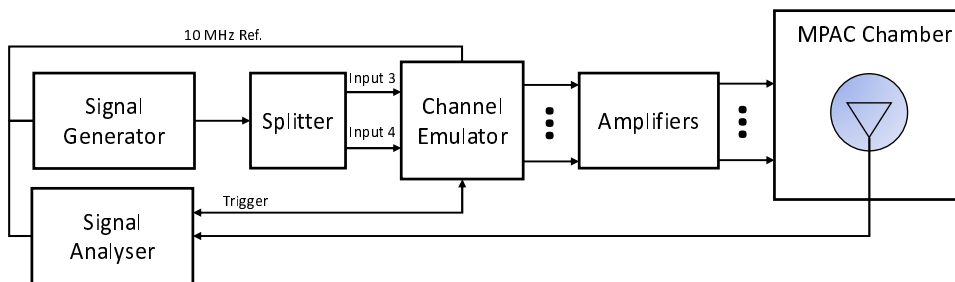 10 MHz Ref.
MPAC Chamber
Signal
Generator
Splitter
Input 3
Input 4
Channel
Emulator
Amplifiers
Trigger
Signal
Analyser